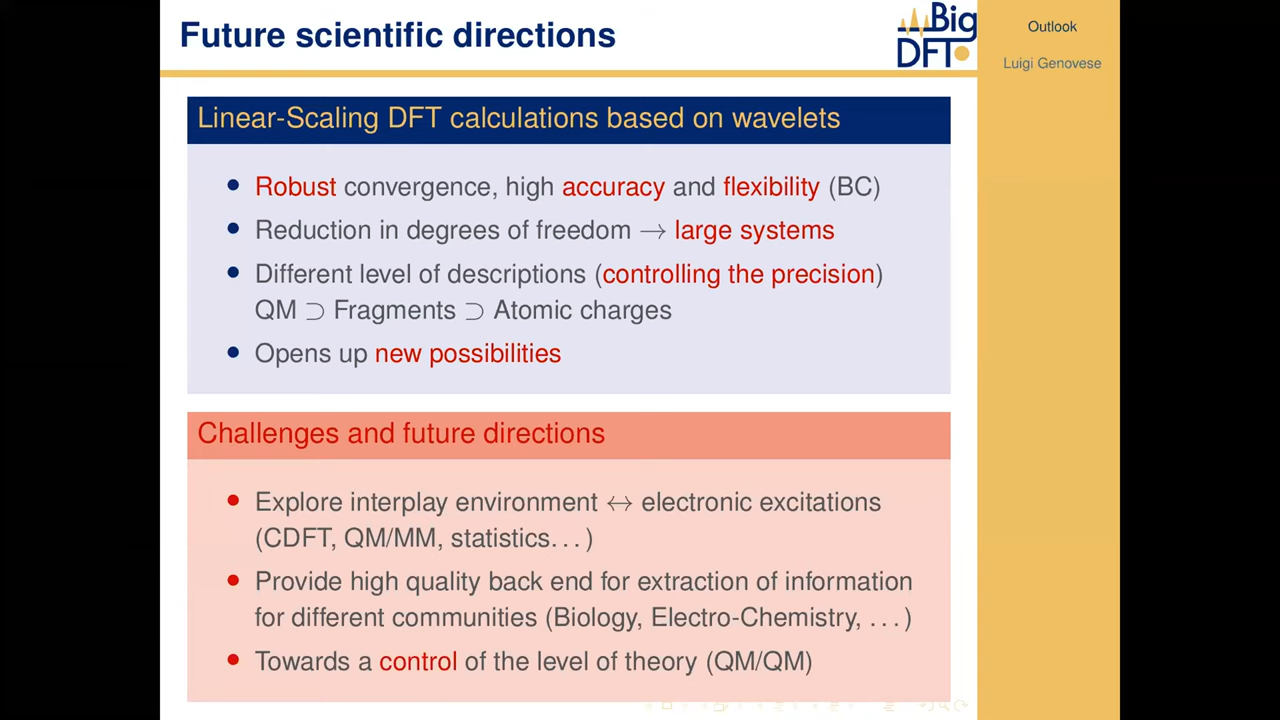 Future scientific directions
Big
DFT
Outlook
Luigi Genovese
Linear-Scaling DFT calculations based on wavelets
• Robust convergence, high accuracy and flexibility (BC)
• Reduction in degrees of freedom → large systems
• Different level of descriptions (controlling the precision)
QM ⊃ Fragments ⊃ Atomic charges
• Opens up new possibilities
Challenges and future directions
• Explore interplay environment ↔ electronic excitations
(CDFT, QM/MM, statistics...)
• Provide high quality back end for extraction of information
for different communities (Biology, Electro-Chemistry, ...)
• Towards a control of the level of theory (QM/QM)